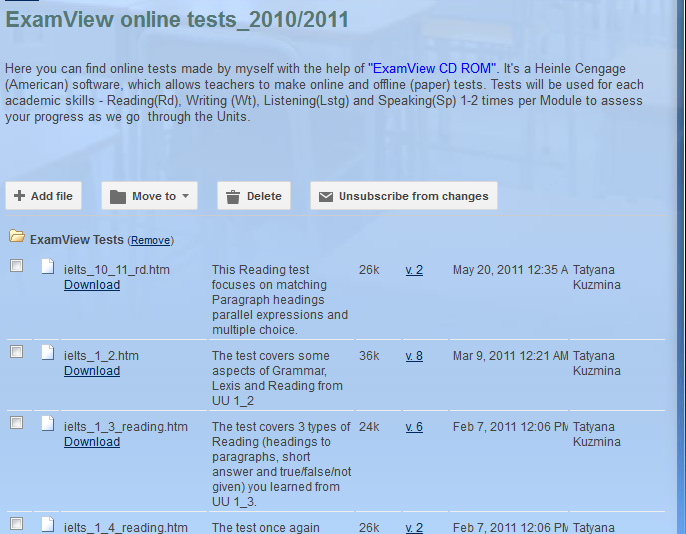 ExamView online tests_2010/2011
Here you can find online tests made by myself with the help of "ExamView CD ROM". It's a Heinle Cengage
(American) software, which allows teachers to make online and offline (paper) tests. Tests will be used for each
academic skills - Reading(Rd), Writing (Wt), Listening(Lstg) and Speaking(Sp) 1-2 times per Module to assess
your progress as we go through the Units.
Add file Move to Delete Unsubscribe from changes
ExamView Tests (Remove)
ielts_10_11_rd.htm This Reading test 26k v. 2 May 20, 2011 12:35 A Tatyana
Download focuses on matching Kuzmina
Paragraph headings
parallel expressions and
multiple choice.
ielts_1_2.htm The test covers some 36k v. 8 Mar 9, 2011 12:21 AM Tatyana
Download aspects of Grammar, Kuzmina
Lexis and Reading from
UU 1_2
ielts_1_3_reading.htm The test covers 3 types of 24k v. 6 Feb 7, 2011 12:06 PM Tatyana
Download Reading (headings to Kuzmina
paragraphs, short
answer and true/false/not
given) you learned from
UU 1_3.
ielts_1_4_reading.htm The test once again 26k v. 2 Feb 7, 2011 12:06 PM Tatyana